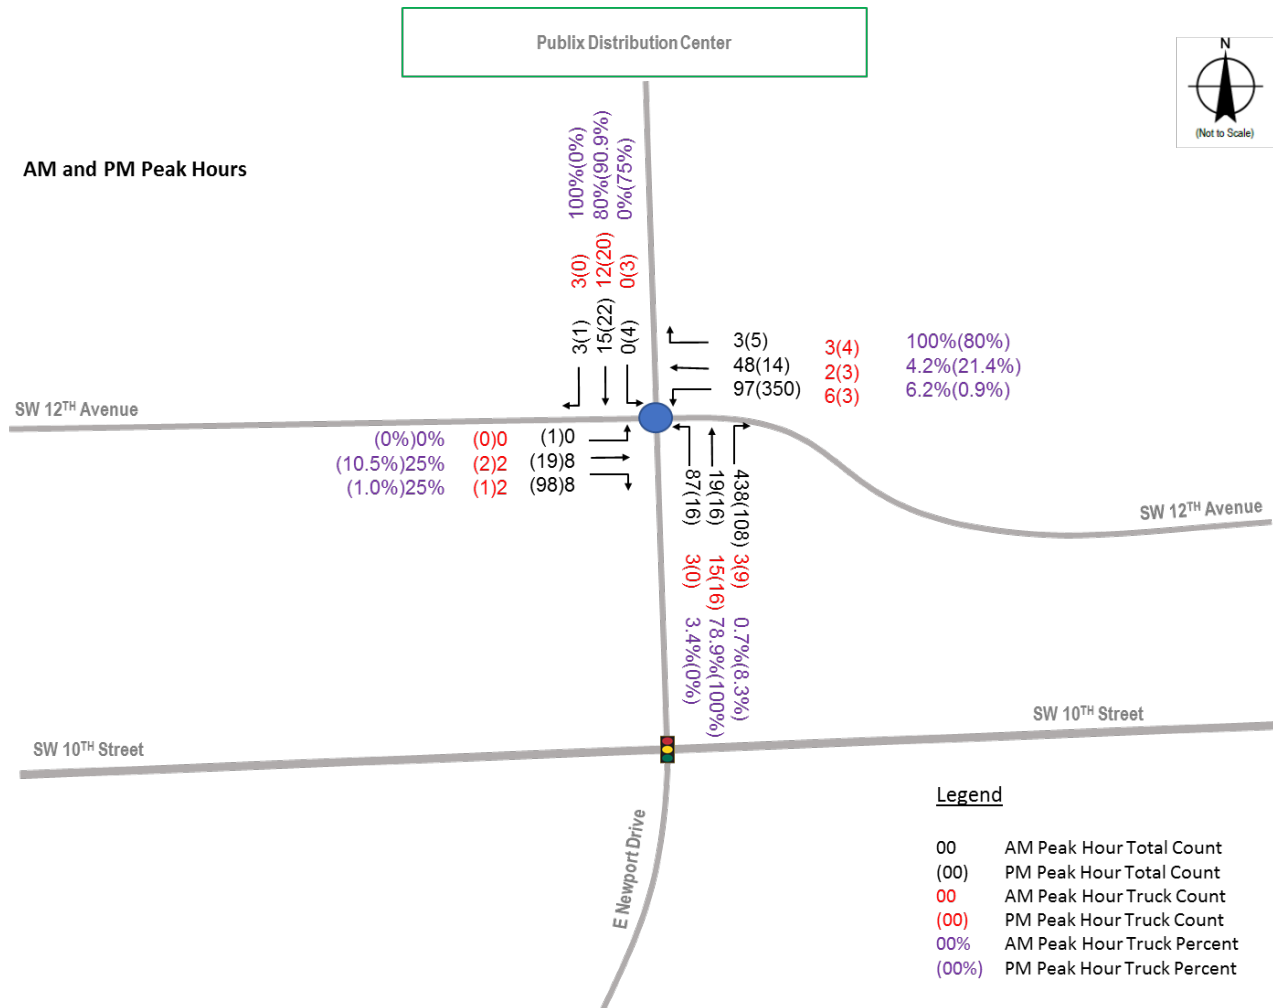 Publix Distribution Center
N
(Not to Scale)
AM and PM Peak Hours
100%(0%)
80%(90.9%)
0%(75%)
3(0)
12(20)
0(3)
3(1)
15(22)
0(4)
3(5) 3(4) 100%(80%)
48(14) 2(3) 4.2%(21.4%)
97(350) 6(3) 6.2%(0.9%)
SW 12TH Avenue
(0%)0% (0)0 (1)0
(10.5%)25% (2)2 (19)8
(1.0%)25% (1)2 (98)8
87(16)
19(16)
438(108)
3(0)
15(16)
3(9)
3.4%(0%)
78.9%(100%)
0.7%(8.3%)
SW 12TH Avenue
SW 10TH Street
SW 10TH Street
E Newport Drive
Legend
00 AM Peak Hour Total Count
(00) PM Peak Hour Total Count
00 AM Peak Hour Truck Count
(00) PM Peak Hour Truck Count
00% AM Peak Hour Truck Percent
(00%) PM Peak Hour Truck Percent